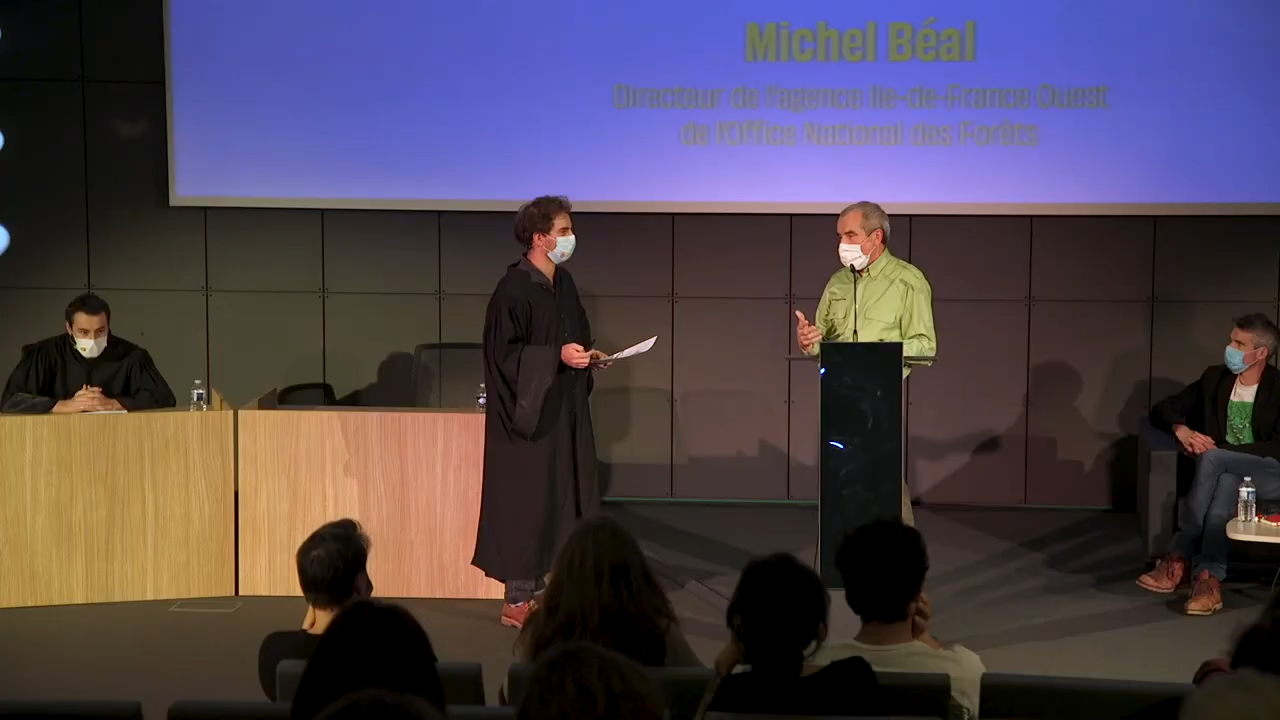 Michel Béal
Directeur de l'agence Ile-de-France Ouest
de l'Office National des Forêts